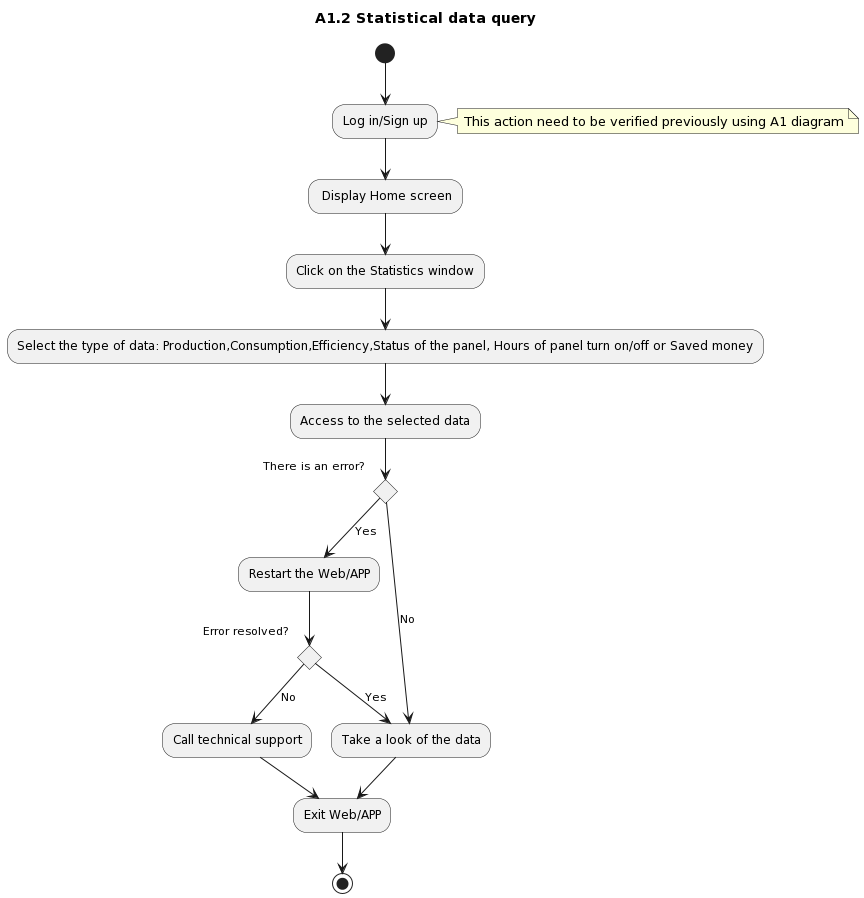 A1.2 Statistical data query
Log in/Sign up
This action need to be verified previously using A1 diagram
Display Home screen
Click on the Statistics window
Select the type of data: Production,Consumption,Efficiency,Status of the panel, Hours of panel turn on/off or Saved money
Access to the selected data
There is an error?
Yes
Restart the Web/APP
No
Error resolved?
No
Yes
Call technical support
Take a look of the data
Exit Web/APP